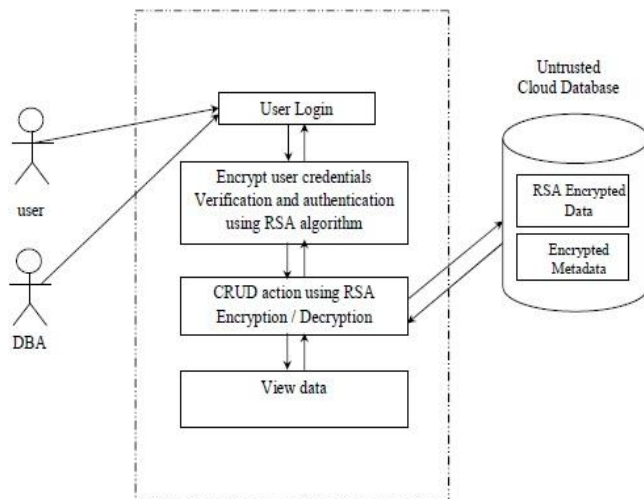 Untrusted
Cloud Database
User Login
user
Encrypt user credentials
Verification and authentication
using RSA algorithm
RSA Encrypted
Data
Encrypted
Metadata
DBA
CRUD action using RSA
Encryption / Decryption
View data